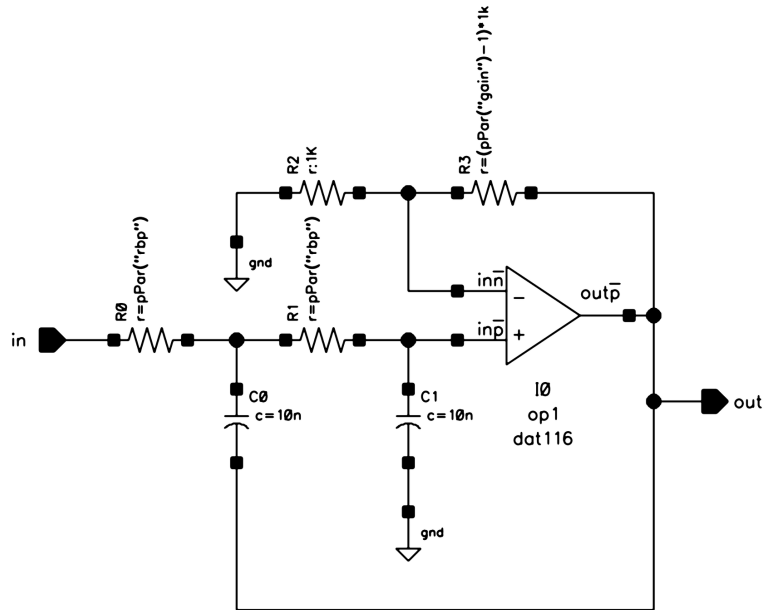 R3
r=(pPar("gain")-1)*1k
R2
r:1K
gnd
inn
-
outp
R0
r=pPar("rbp")
R1
r=pPar("rbp")
in
inp
+
I0
op1
dat116
out
C0
c=10n
C1
c=10n
gnd